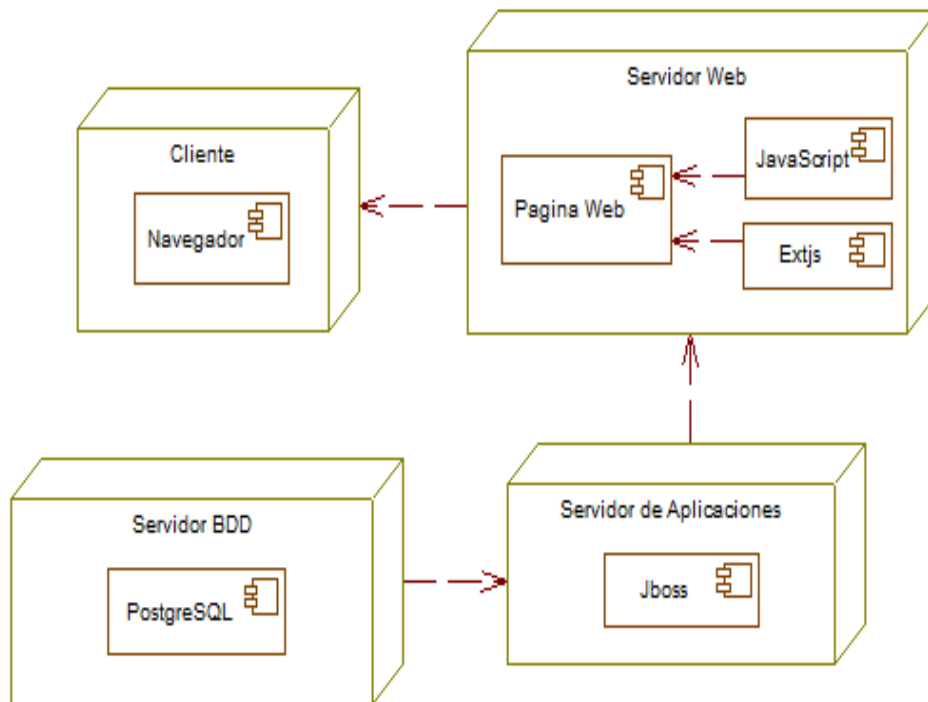 Servidor Web
Cliente
JavaScript
Pagina Web
Navegador
Extjs
Servidor BDD
Servidor de Aplicaciones
PostgreSQL
Jboss